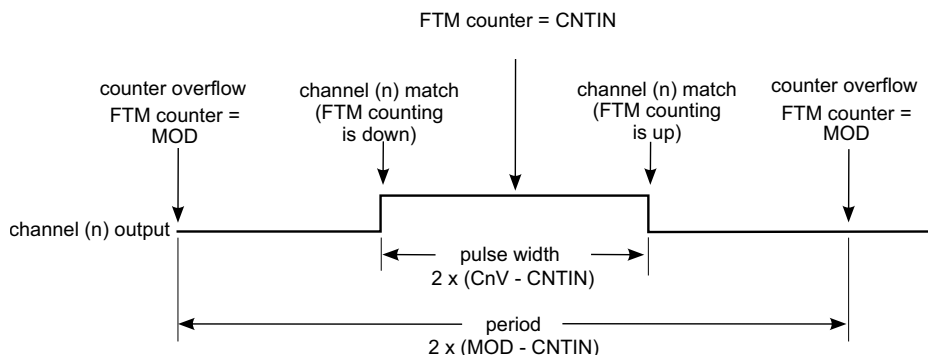 FTM counter = CNTIN
counter overflow
FTM counter =
MOD
channel (n) match
(FTM counting
is down)
channel (n) match
(FTM counting
is up)
counter overflow
FTM counter =
MOD
channel (n) output
pulse width
2 x (CnV - CNTIN)
period
2 x (MOD - CNTIN)